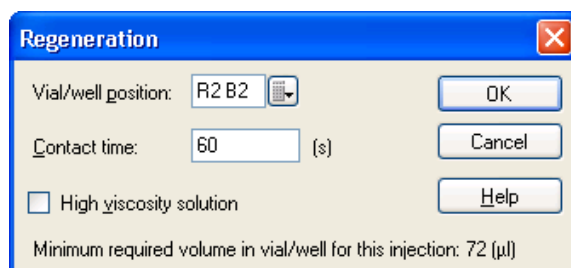 Regeneration
Vial/well position: R2 B2 OK
Contact time: 60 (s) Cancel
High viscosity solution Help
Minimum required volume in vial/well for this injection: 72 (µl)